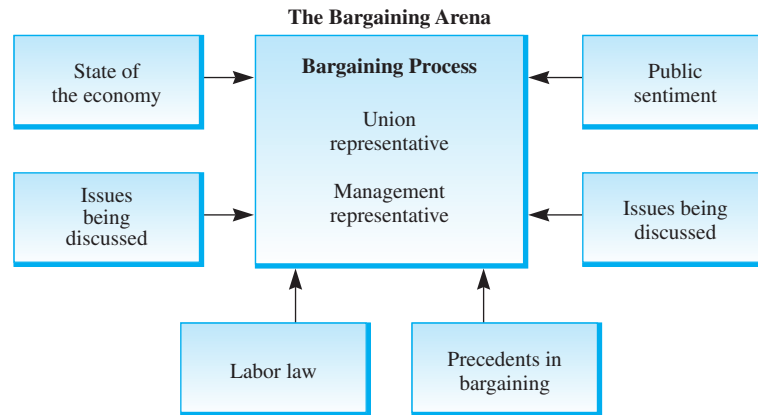 The Bargaining Arena
State of
the economy
Bargaining Process
Union
representative
Management
representative
Public
sentiment
Issues
being
discussed
Issues being
discussed
Labor law
Precedents in
bargaining